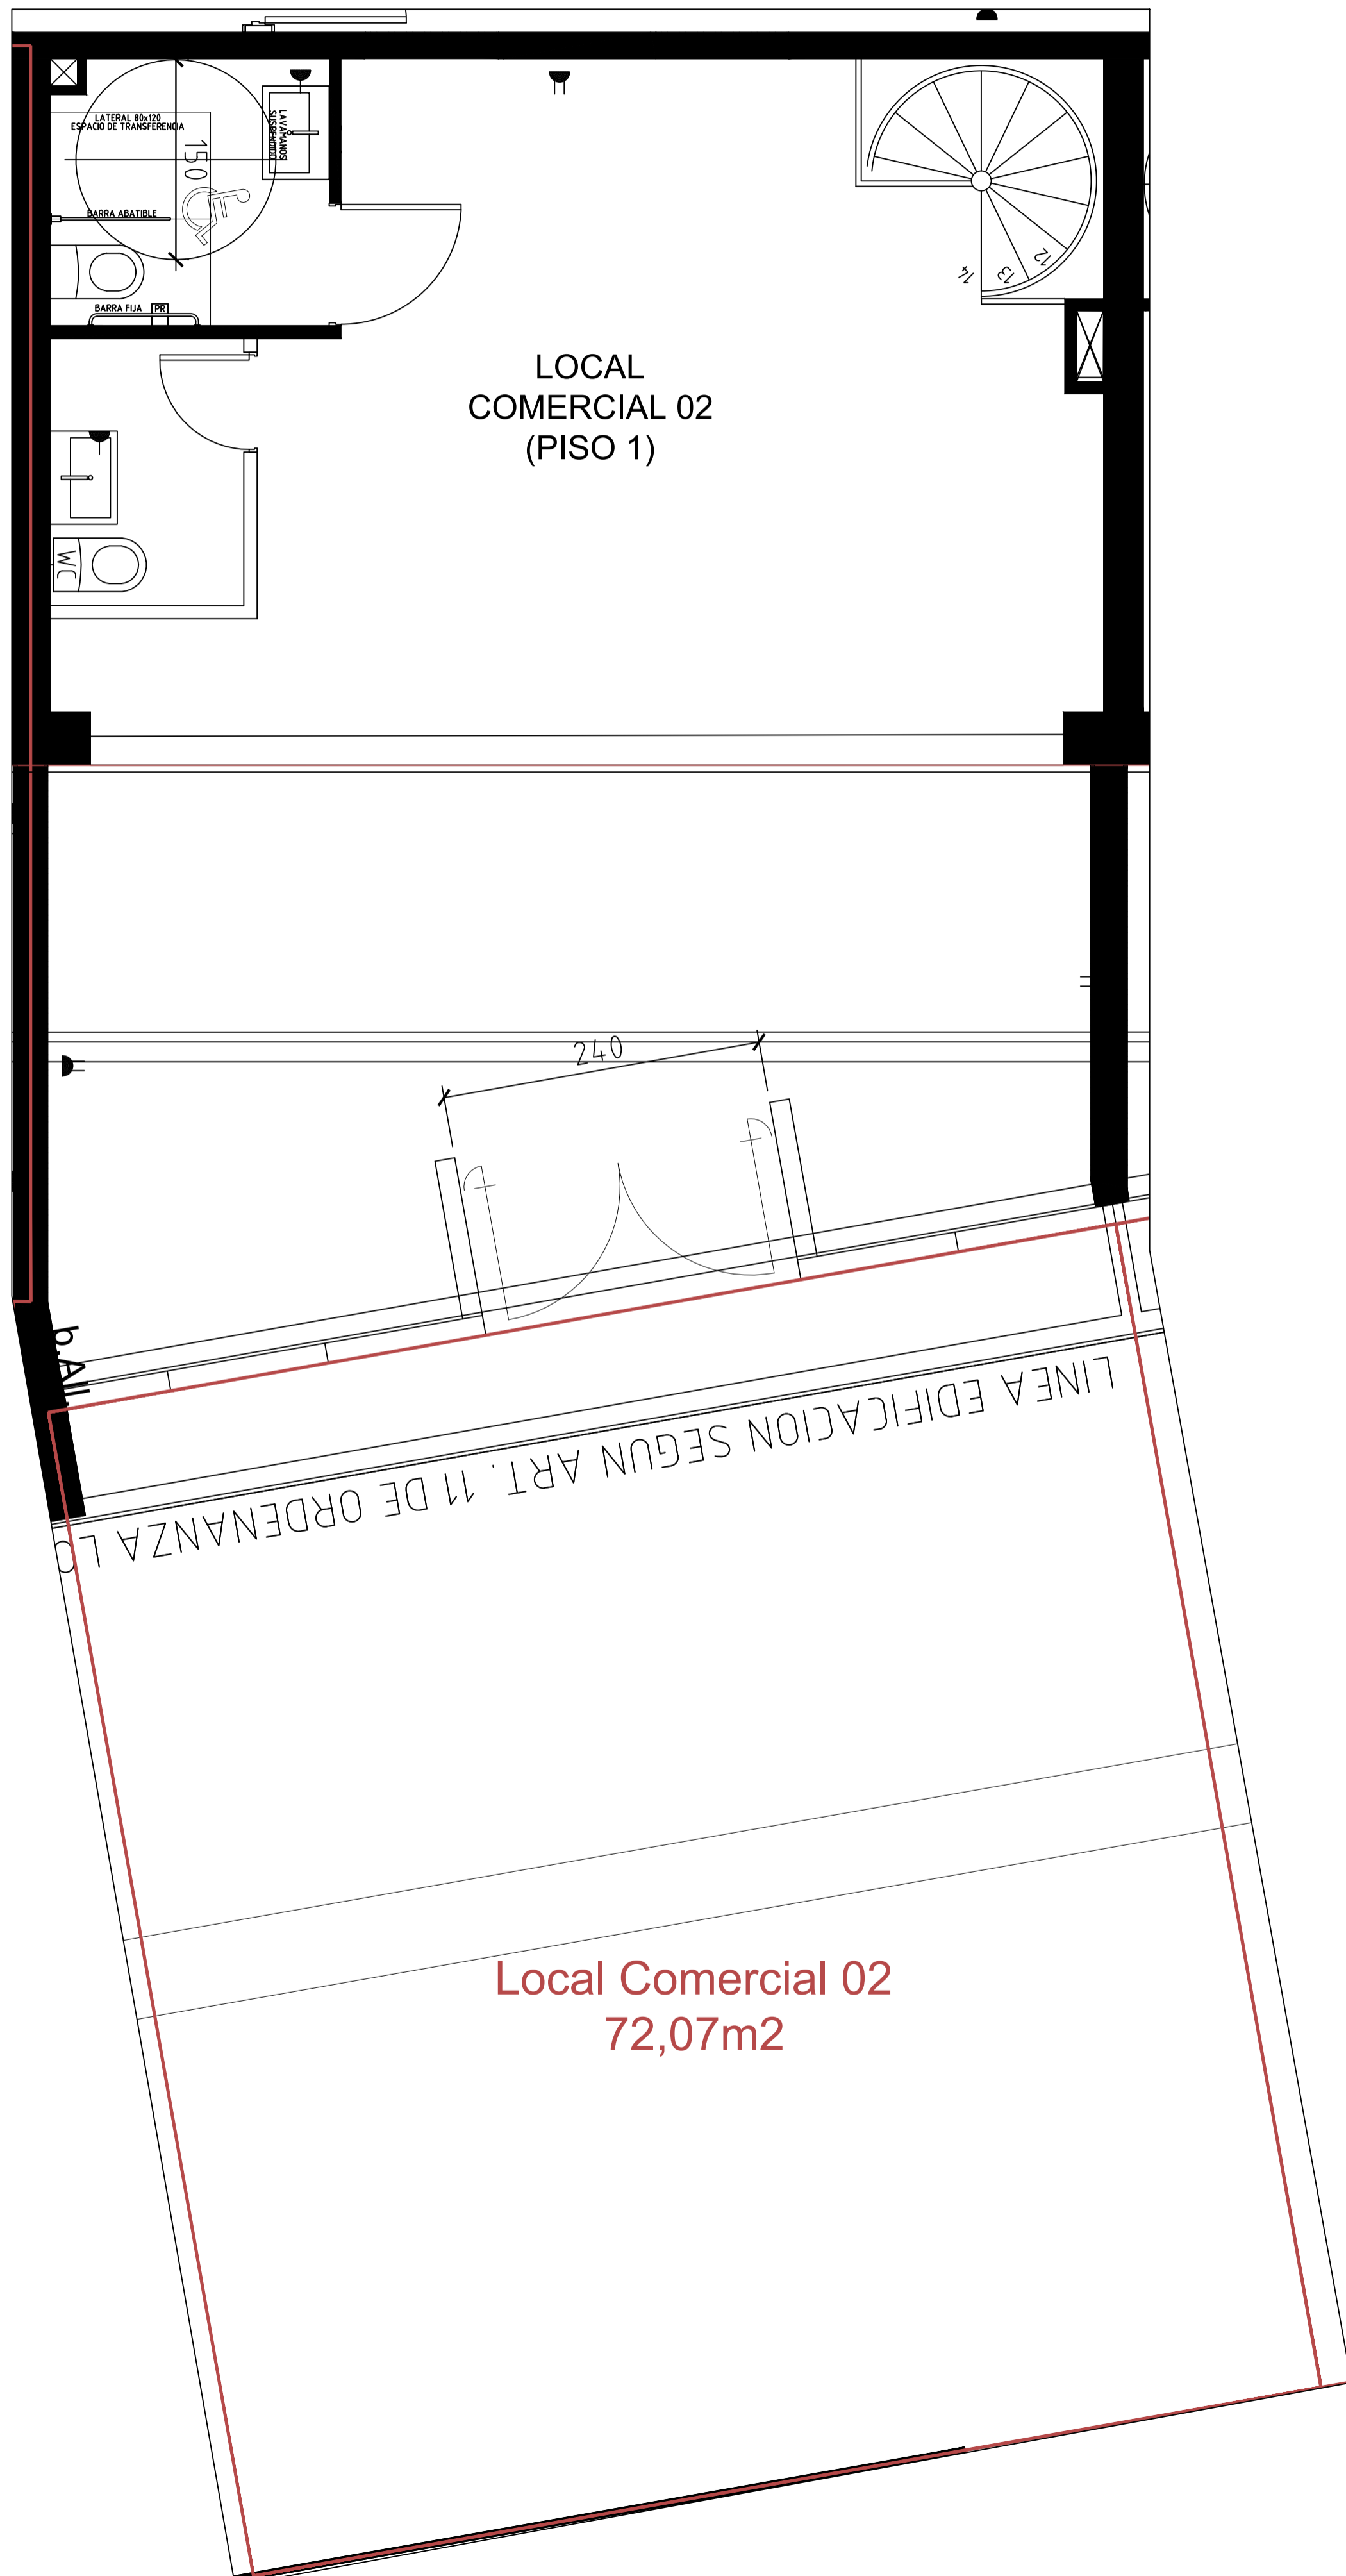 LATERAL 80x120
ESPACIO DE TRANSFERENCIA
150
LAVAMANOS
SUSPENDIDO
BARRA ABATIBLE
BARRA FIJA
PR
WC
LOCAL
COMERCIAL 02
(PISO 1)
14
13
12
240
LINEA EDIFICACION SEGUN ART. 11 DE ORDENANZA LO
Local Comercial 02
72,07m2